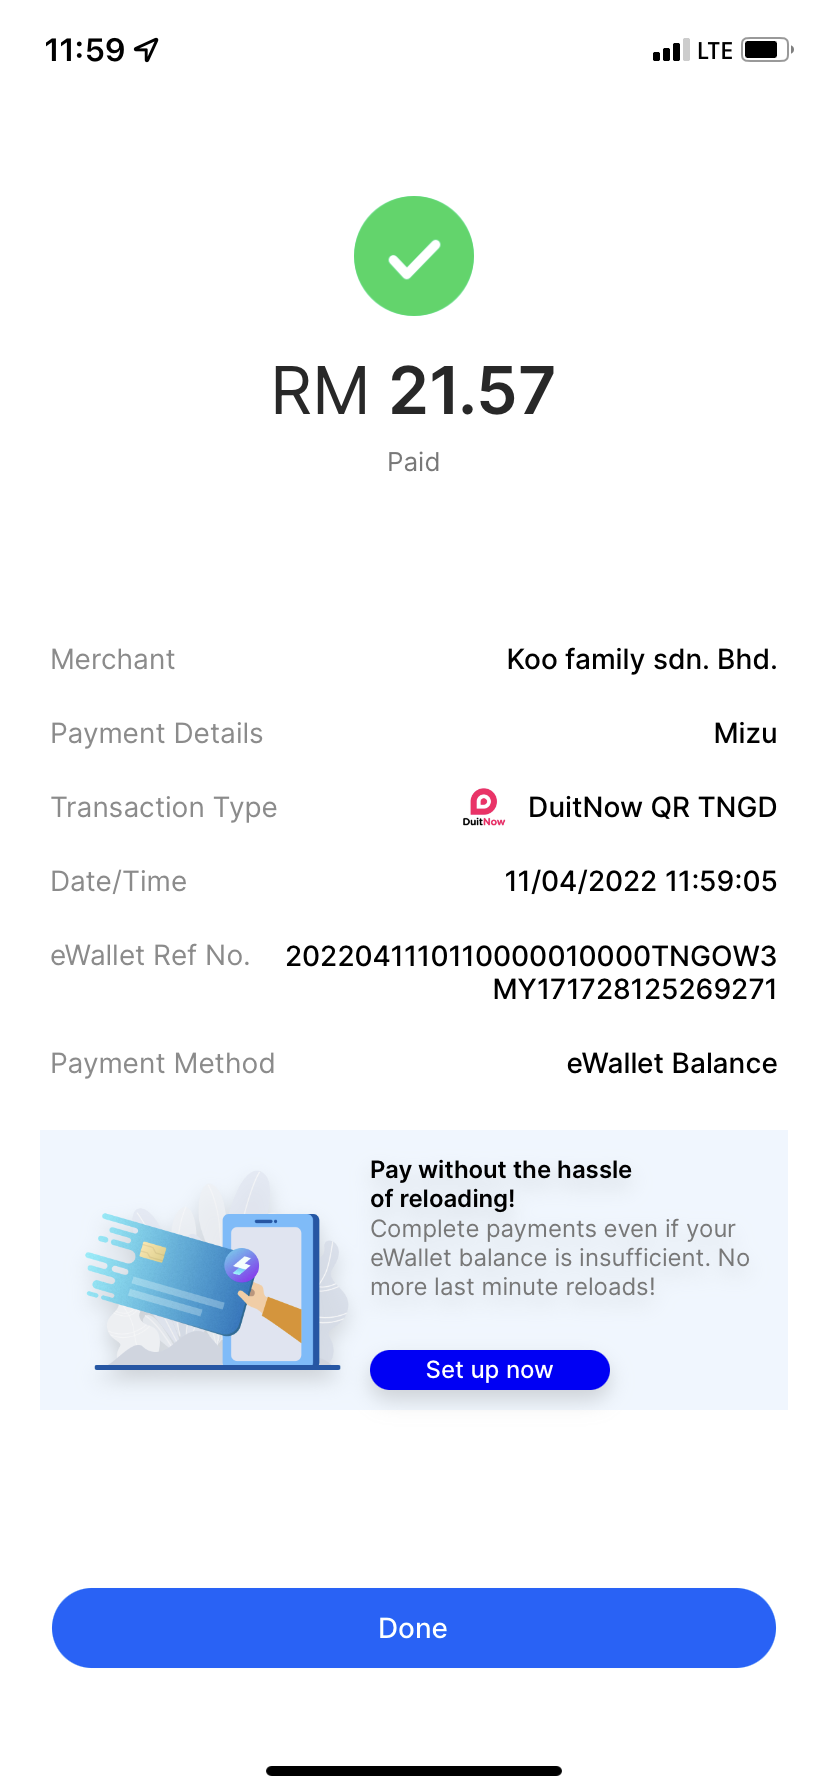 11:59 LTE
RM 21.57
Paid
Merchant Koo family sdn. Bhd.
Payment Details Mizu
Transaction Type DuitNow DuitNow QR TNGD
Date/Time 11/04/2022 11:59:05
eWallet Ref No. 2022041110110000010000TNGOW3
MY171728125269271
Payment Method eWallet Balance
Pay without the hassle
of reloading!
Complete payments even if your
eWallet balance is insufficient. No
more last minute reloads!
Set up now
Done